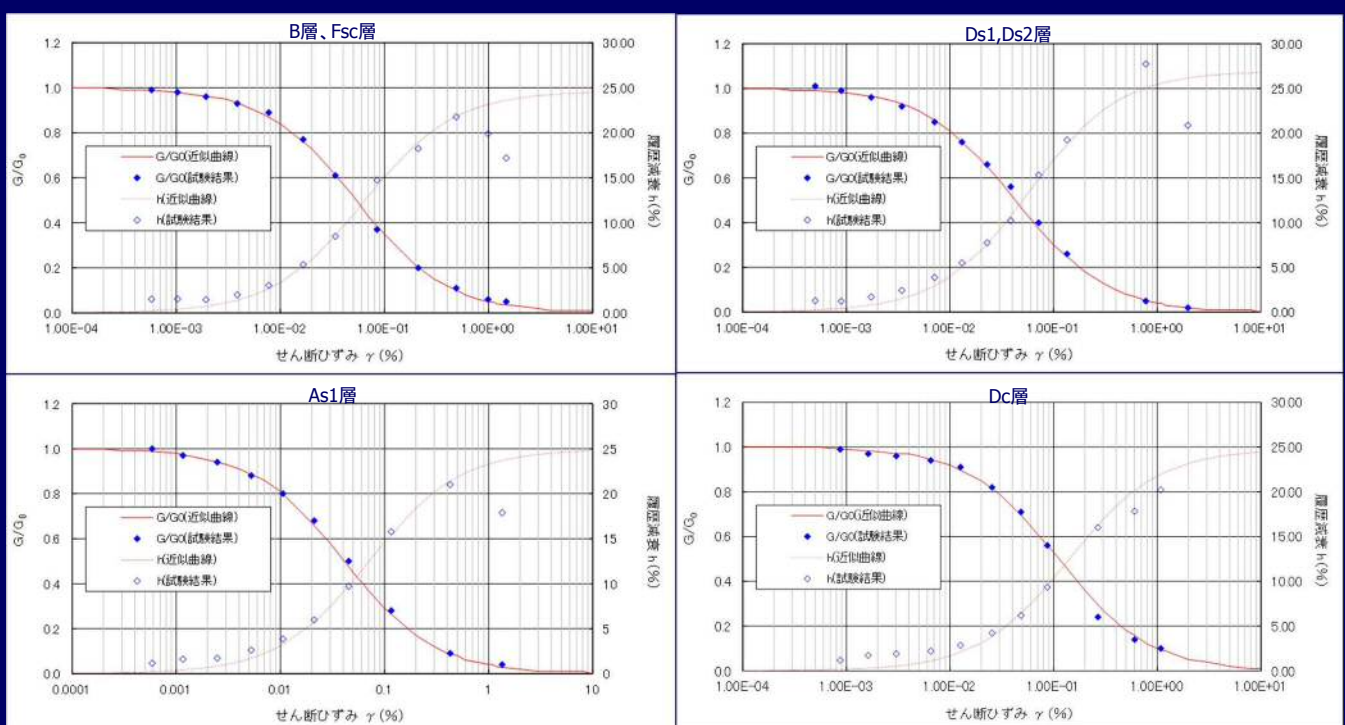 B層、Fsc層
1.2
1.0
0.8
0.6
0.4
0.2
0.0
G/G₀
30.00
25.00
20.00
15.00
10.00
5.00
0.00
履歴減衰 h(%)
G/G0(近似曲線)
G/G0(試験結果)
h(近似曲線)
h(試験結果)
1.00E-04 1.00E-03 1.00E-02 1.00E-01 1.00E+00 1.00E+01
せん断ひずみ γ(%)
Ds1,Ds2層
1.2
1.0
0.8
0.6
0.4
0.2
0.0
G/G₀
30.00
25.00
20.00
15.00
10.00
5.00
0.00
履歴減衰 h(%)
G/G0(近似曲線)
G/G0(試験結果)
h(近似曲線)
h(試験結果)
1.00E-04 1.00E-03 1.00E-02 1.00E-01 1.00E+00 1.00E+01
せん断ひずみ γ(%)
As1層
1.2
1.0
0.8
0.6
0.4
0.2
0.0
G/G₀
30
25
20
15
10
5
0
履歴減衰 h(%)
G/G0(近似曲線)
G/G0(試験結果)
h(近似曲線)
h(試験結果)
0.0001 0.001 0.01 0.1 1 10
せん断ひずみ γ(%)
Dc層
1.2
1.0
0.8
0.6
0.4
0.2
0.0
G/G₀
30.00
25.00
20.00
15.00
10.00
5.00
0.00
履歴減衰 h(%)
G/G0(近似曲線)
G/G0(試験結果)
h(近似曲線)
h(試験結果)
1.00E-04 1.00E-03 1.00E-02 1.00E-01 1.00E+00 1.00E+01
せん断ひずみ γ(%)